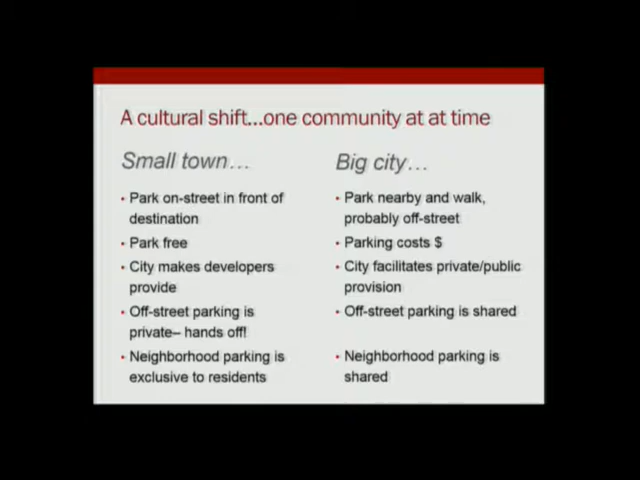 A cultural shift...one community at at time
Small town…
• Park on-street in front of
destination
• Park free
• City makes developers
provide
• Off-street parking is
private– hands off!
• Neighborhood parking is
exclusive to residents
Big city…
• Park nearby and walk,
probably off-street
• Parking costs $
• City facilitates private/public
provision
• Off-street parking is shared
• Neighborhood parking is
shared